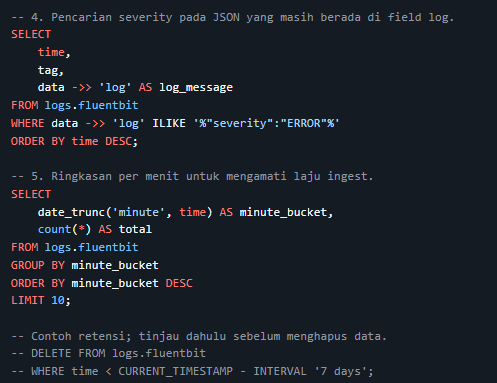 -- 4. Pencarian severity pada JSON yang masih berada di field log.
SELECT
    time,
    tag,
    data ->> 'log' AS log_message
FROM logs.fluentbit
WHERE data ->> 'log' ILIKE '%"severity":"ERROR"%'
ORDER BY time DESC;

-- 5. Ringkasan per menit untuk mengamati laju ingest.
SELECT
    date_trunc('minute', time) AS minute_bucket,
    count(*) AS total
FROM logs.fluentbit
GROUP BY minute_bucket
ORDER BY minute_bucket DESC
LIMIT 10;

-- Contoh retensi; tinjau dahulu sebelum menghapus data.
-- DELETE FROM logs.fluentbit
-- WHERE time < CURRENT_TIMESTAMP - INTERVAL '7 days';